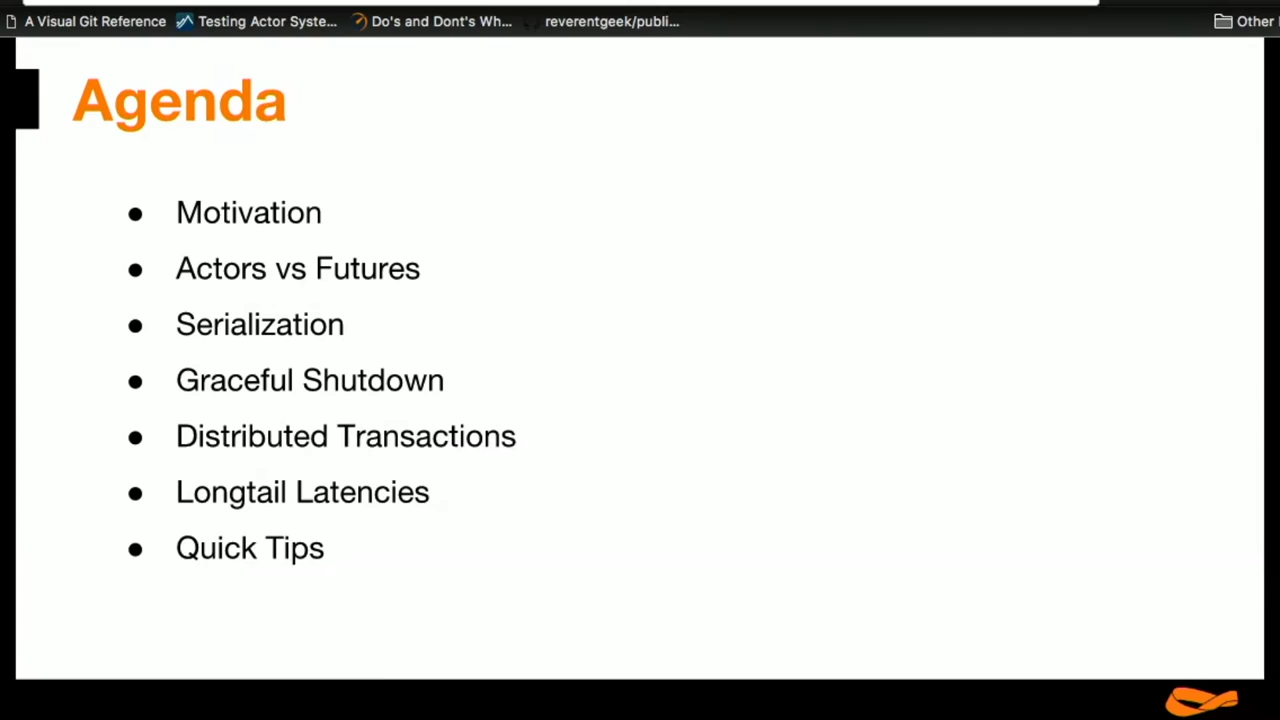 A Visual Git Reference Testing Actor Syste... Do's and Dont's Wh... reverentgeek/publi... Other
Agenda
● Motivation
● Actors vs Futures
● Serialization
● Graceful Shutdown
● Distributed Transactions
● Longtail Latencies
● Quick Tips